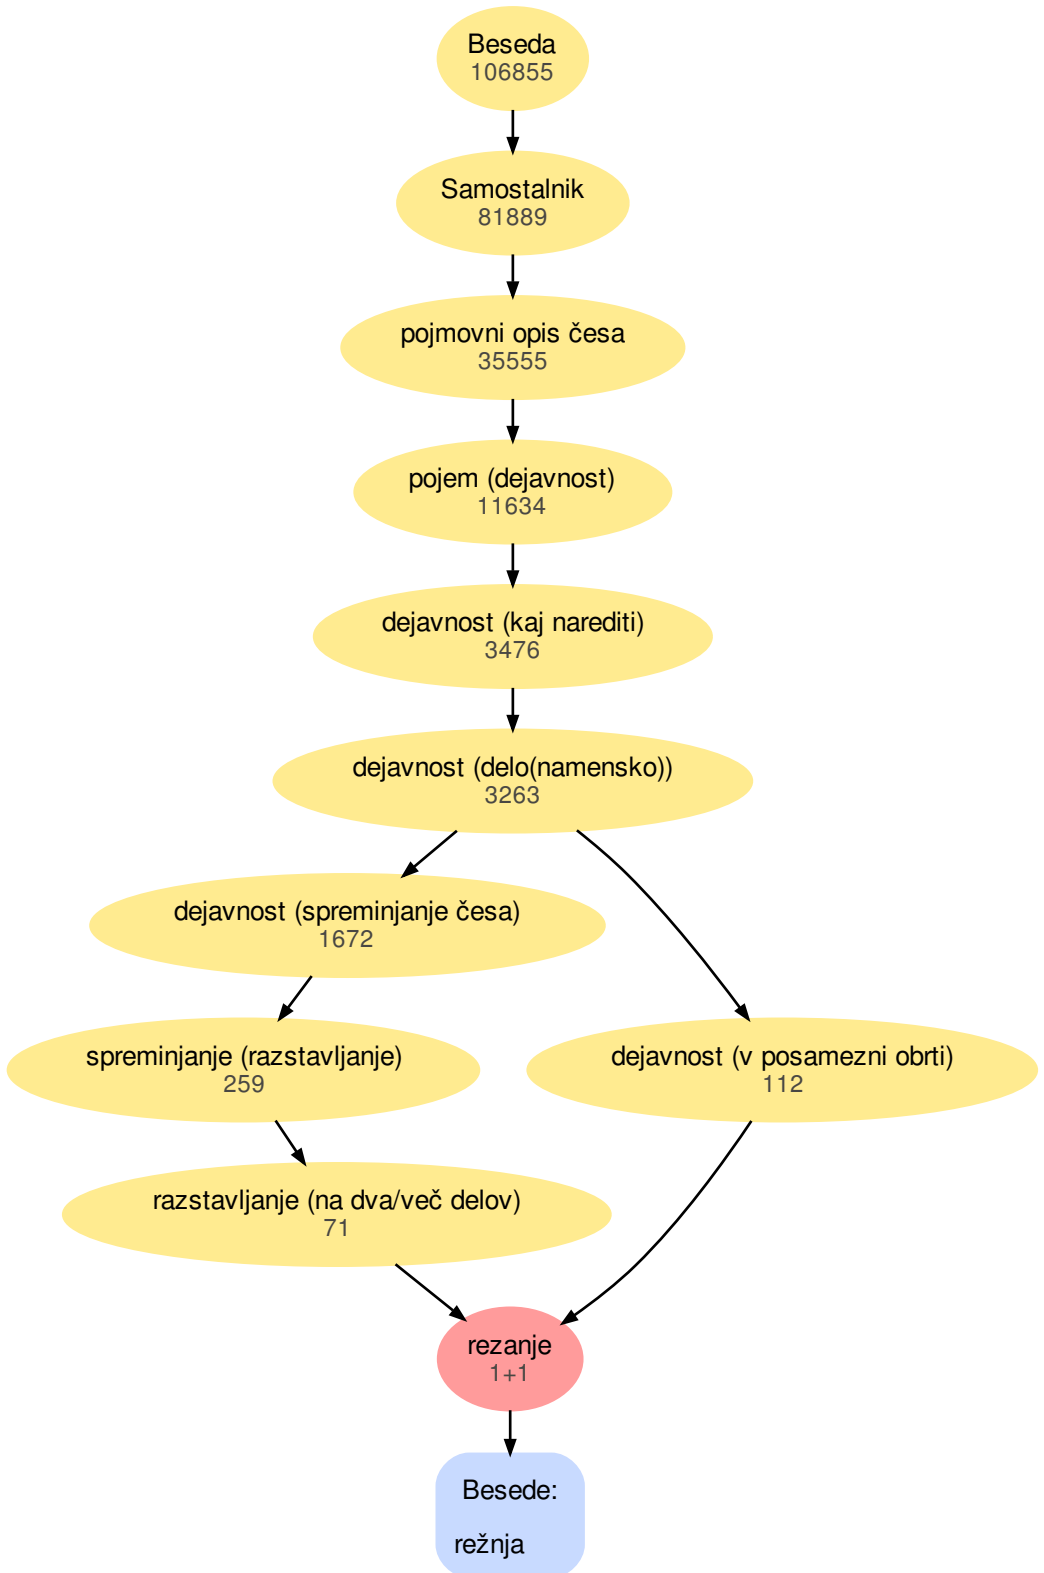 Beseda
106855
Samostalnik
81889
pojmovni opis česa
35555
pojem (dejavnost)
11634
dejavnost (kaj narediti)
3476
dejavnost (delo(namensko))
3263
dejavnost (spreminjanje česa)
1672
spreminjanje (razstavljanje)
259
dejavnost (v posamezni obrti)
112
razstavljanje (na dva/več delov)
71
rezanje
1+1
Besede:
režnja